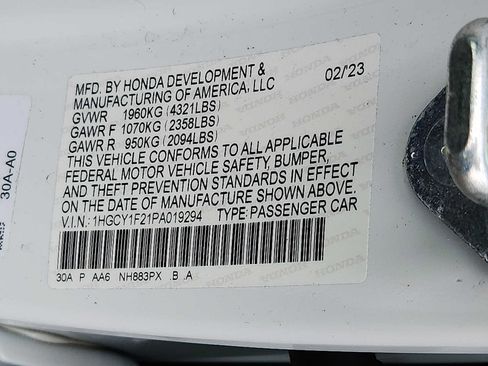 MFD. BY HONDA DEVELOPMENT & 02/'23
MANUFACTURING OF AMERICA, LLC
GVWR 1960KG (4321LBS)
GAWR F 1070KG (2358LBS)
GAWR R 950KG (2094LBS)
THIS VEHICLE CONFORMS TO ALL APPLICABLE
FEDERAL MOTOR VEHICLE SAFETY, BUMPER,
AND THEFT PREVENTION STANDARDS IN EFFECT
ON THE DATE OF MANUFACTURE SHOWN ABOVE.
V.I.N.: 1HGCY1F21PA019294 TYPE: PASSENGER CAR
30A P AA6 NH883PX B .A
30A-A0